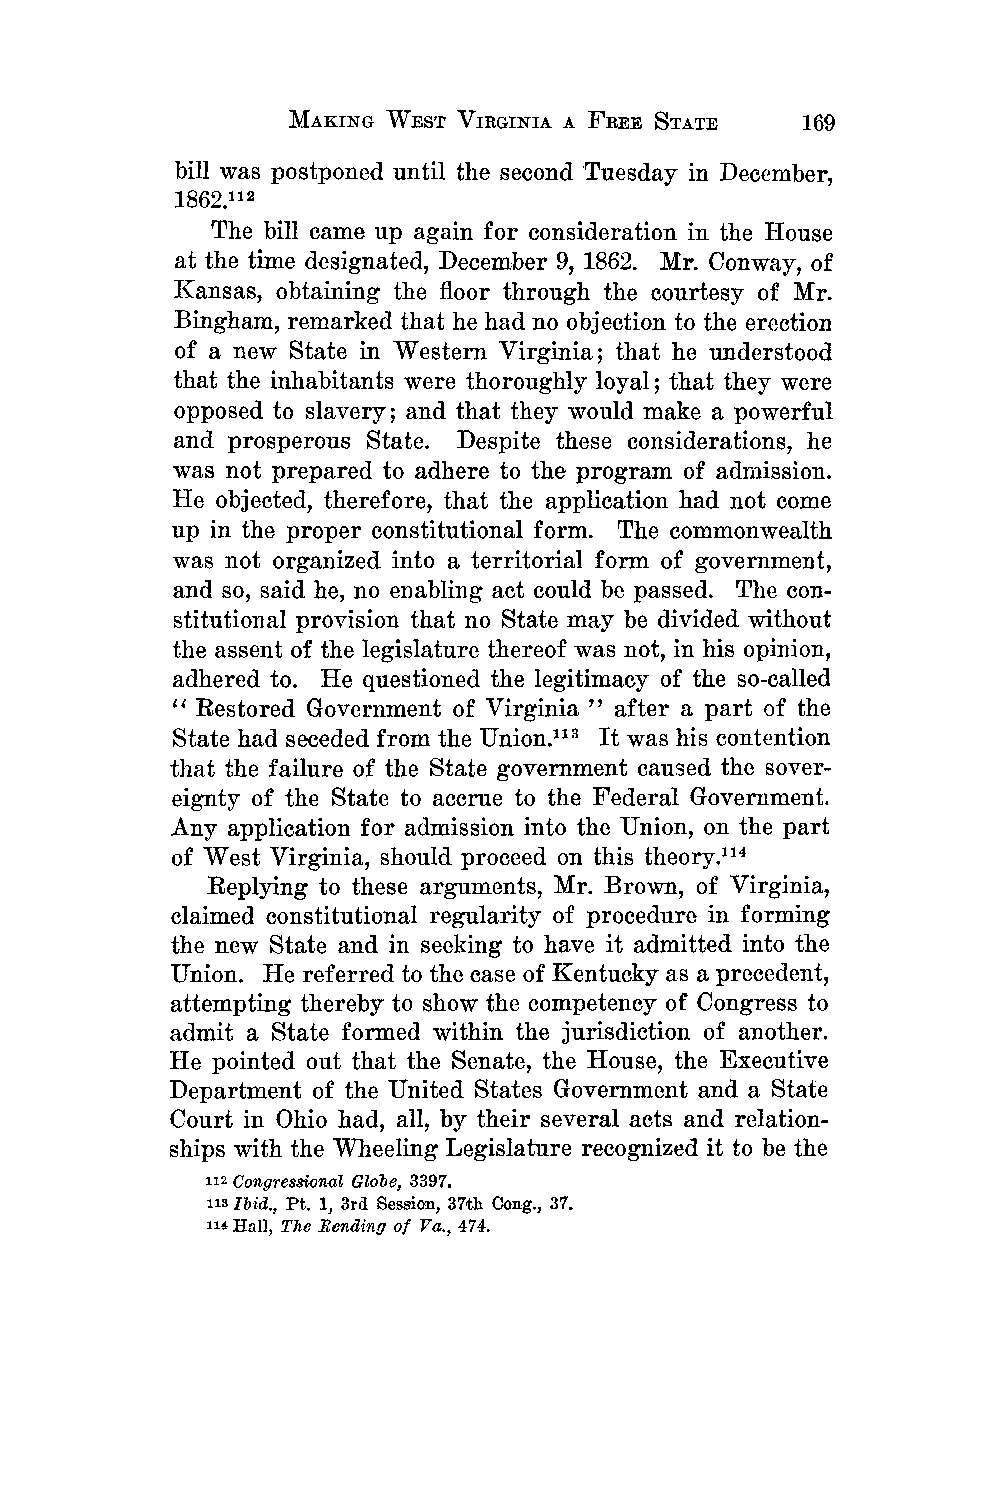 MAKING WEST VIRGINIA A FREE STATE 169
bill was postponed until the second Tuesday in December,
1862.¹¹²
The bill came up again for consideration in the House
at the time designated, December 9, 1862. Mr. Conway, of
Kansas, obtaining the floor through the courtesy of Mr.
Bingham, remarked that he had no objection to the erection
of a new State in Western Virginia; that he understood
that the inhabitants were thoroughly loyal; that they were
opposed to slavery; and that they would make a powerful
and prosperous State. Despite these considerations, he
was not prepared to adhere to the program of admission.
He objected, therefore, that the application had not come
up in the proper constitutional form. The commonwealth
was not organized into a territorial form of government,
and so, said he, no enabling act could be passed. The con-
stitutional provision that no State may be divided without
the assent of the legislature thereof was not, in his opinion,
adhered to. He questioned the legitimacy of the so-called
“ Restored Government of Virginia ” after a part of the
State had seceded from the Union.¹¹³ It was his contention
that the failure of the State government caused the sover-
eignty of the State to accrue to the Federal Government.
Any application for admission into the Union, on the part
of West Virginia, should proceed on this theory.¹¹⁴
Replying to these arguments, Mr. Brown, of Virginia,
claimed constitutional regularity of procedure in forming
the new State and in seeking to have it admitted into the
Union. He referred to the case of Kentucky as a precedent,
attempting thereby to show the competency of Congress to
admit a State formed within the jurisdiction of another.
He pointed out that the Senate, the House, the Executive
Department of the United States Government and a State
Court in Ohio had, all, by their several acts and relation-
ships with the Wheeling Legislature recognized it to be the
¹¹² Congressional Globe, 3397.
¹¹³ Ibid., Pt. 1, 3rd Session, 37th Cong., 37.
¹¹⁴ Hall, The Rending of Va., 474.